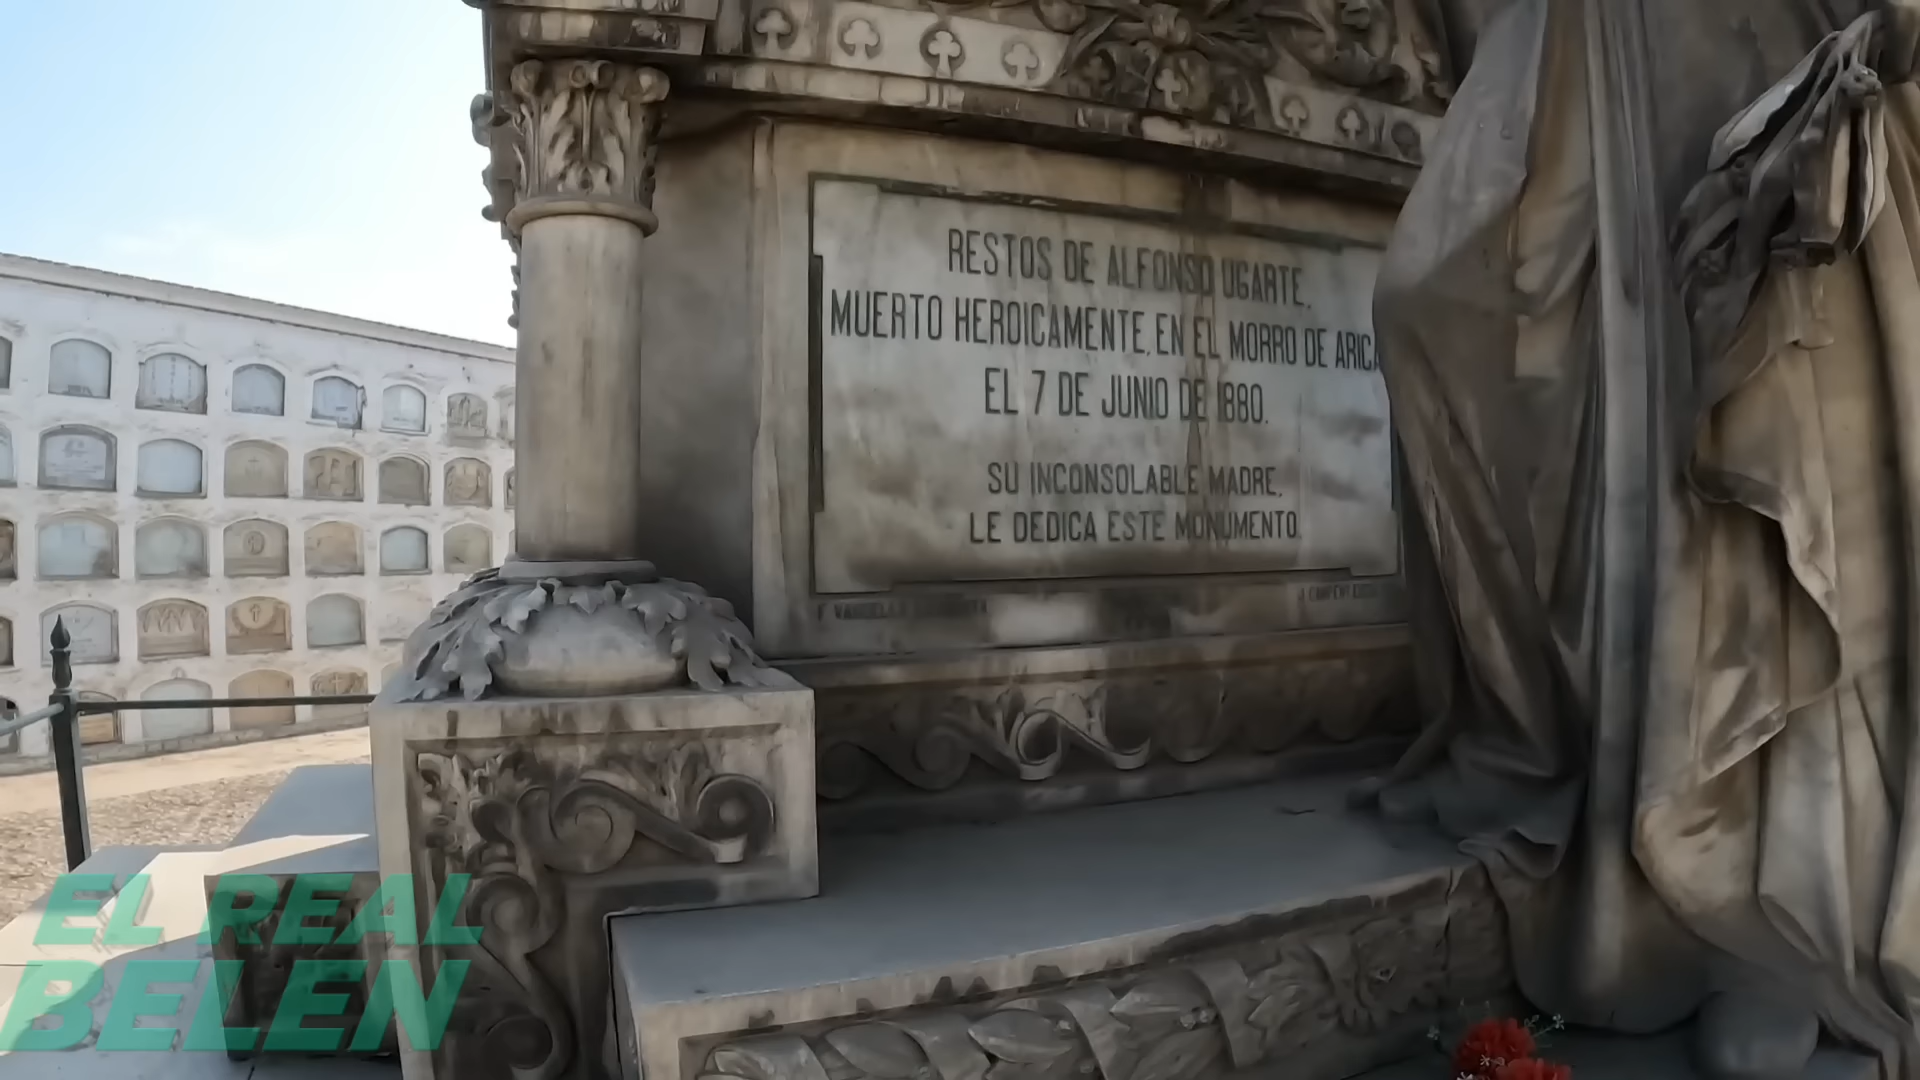 RESTOS DE ALFONSO UGARTE.
MUERTO HEROICAMENTE, EN EL MORRO DE ARICA
EL 7 DE JUNIO DE 1880.
SU INCONSOLABLE MADRE,
LE DEDICA ESTE MONUMENTO.
EL REAL
BELEN